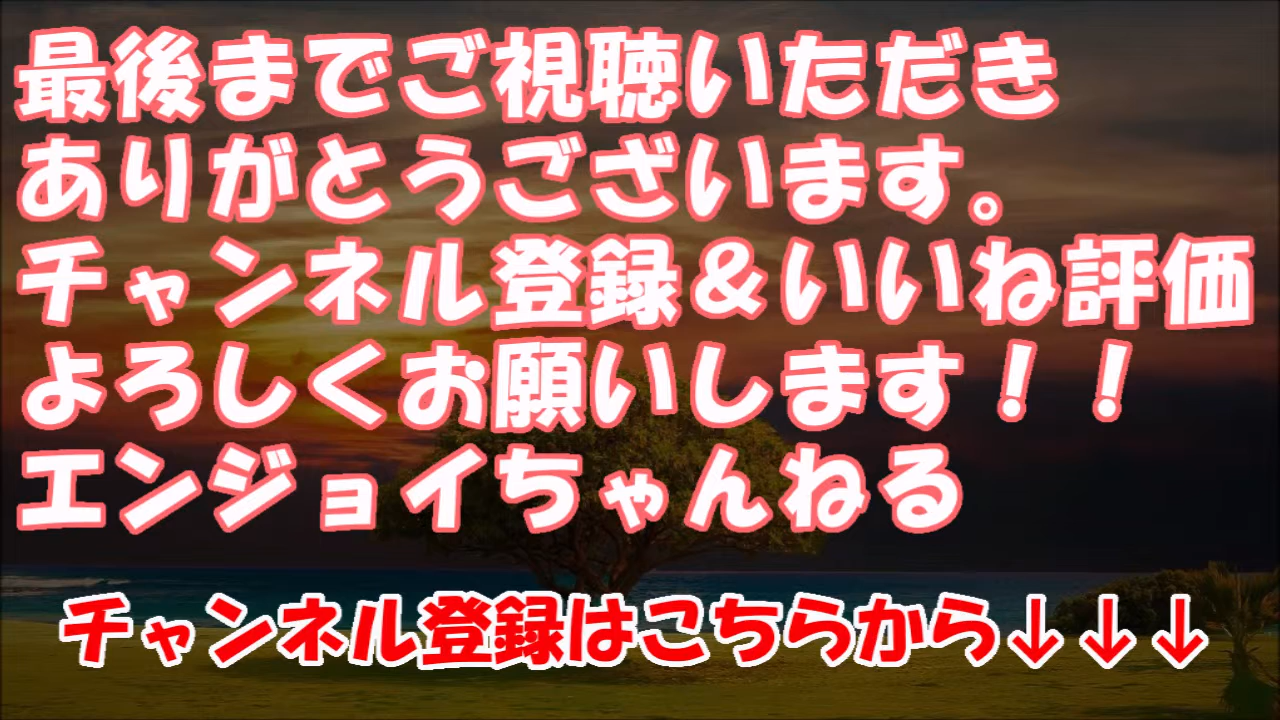 最後までご視聴いただき
ありがとうございます。
チャンネル登録＆いいね評価
よろしくお願いします！！
エンジョイちゃんねる
チャンネル登録はこちらから↓↓↓